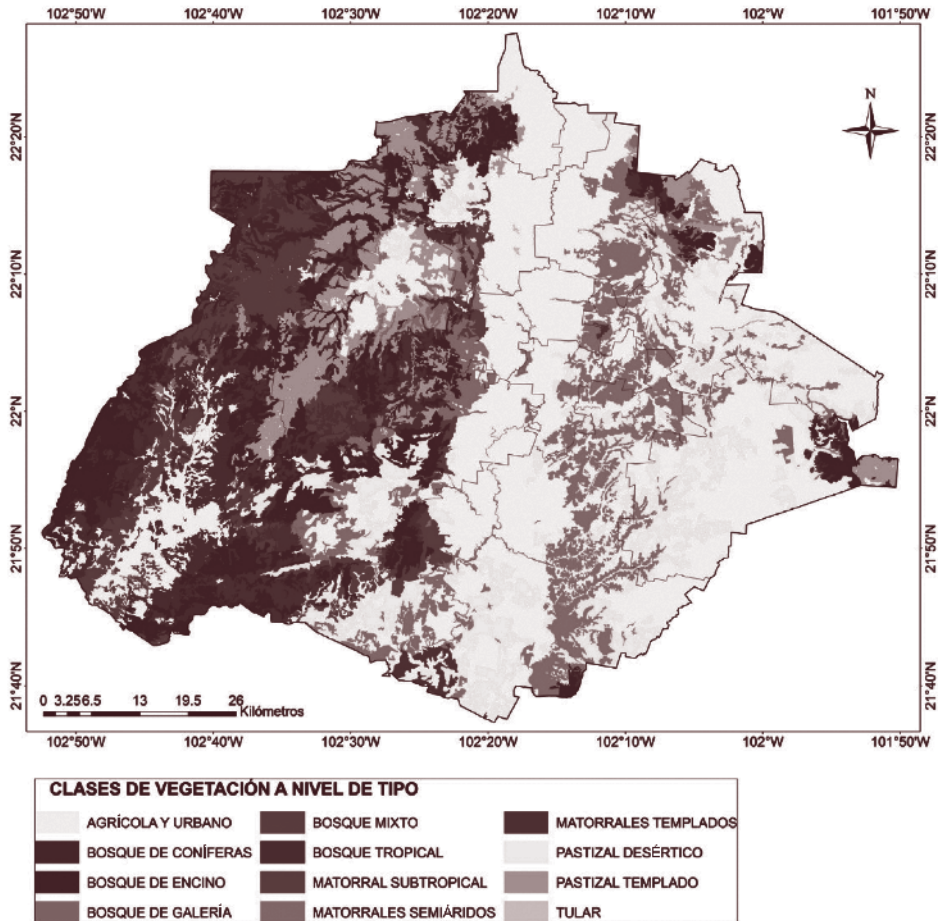 102°50'W 102°40'W 102°30'W 102°20'W 102°10'W 102°W 101°50'W
N
22°20'N 22°20'N
22°10'N 22°10'N
22°N 22°N
21°50'N 21°50'N
21°40'N 21°40'N
0 3.256.5 13 19.5 26
Kilómetros
102°50'W 102°40'W 102°30'W 102°20'W 102°10'W 102°W 101°50'W
CLASES DE VEGETACIÓN A NIVEL DE TIPO
AGRÍCOLA Y URBANO
BOSQUE DE CONÍFERAS
BOSQUE DE ENCINO
BOSQUE DE GALERÍA
BOSQUE MIXTO
BOSQUE TROPICAL
MATORRAL SUBTROPICAL
MATORRALES SEMIÁRIDOS
MATORRALES TEMPLADOS
PASTIZAL DESÉRTICO
PASTIZAL TEMPLADO
TULAR